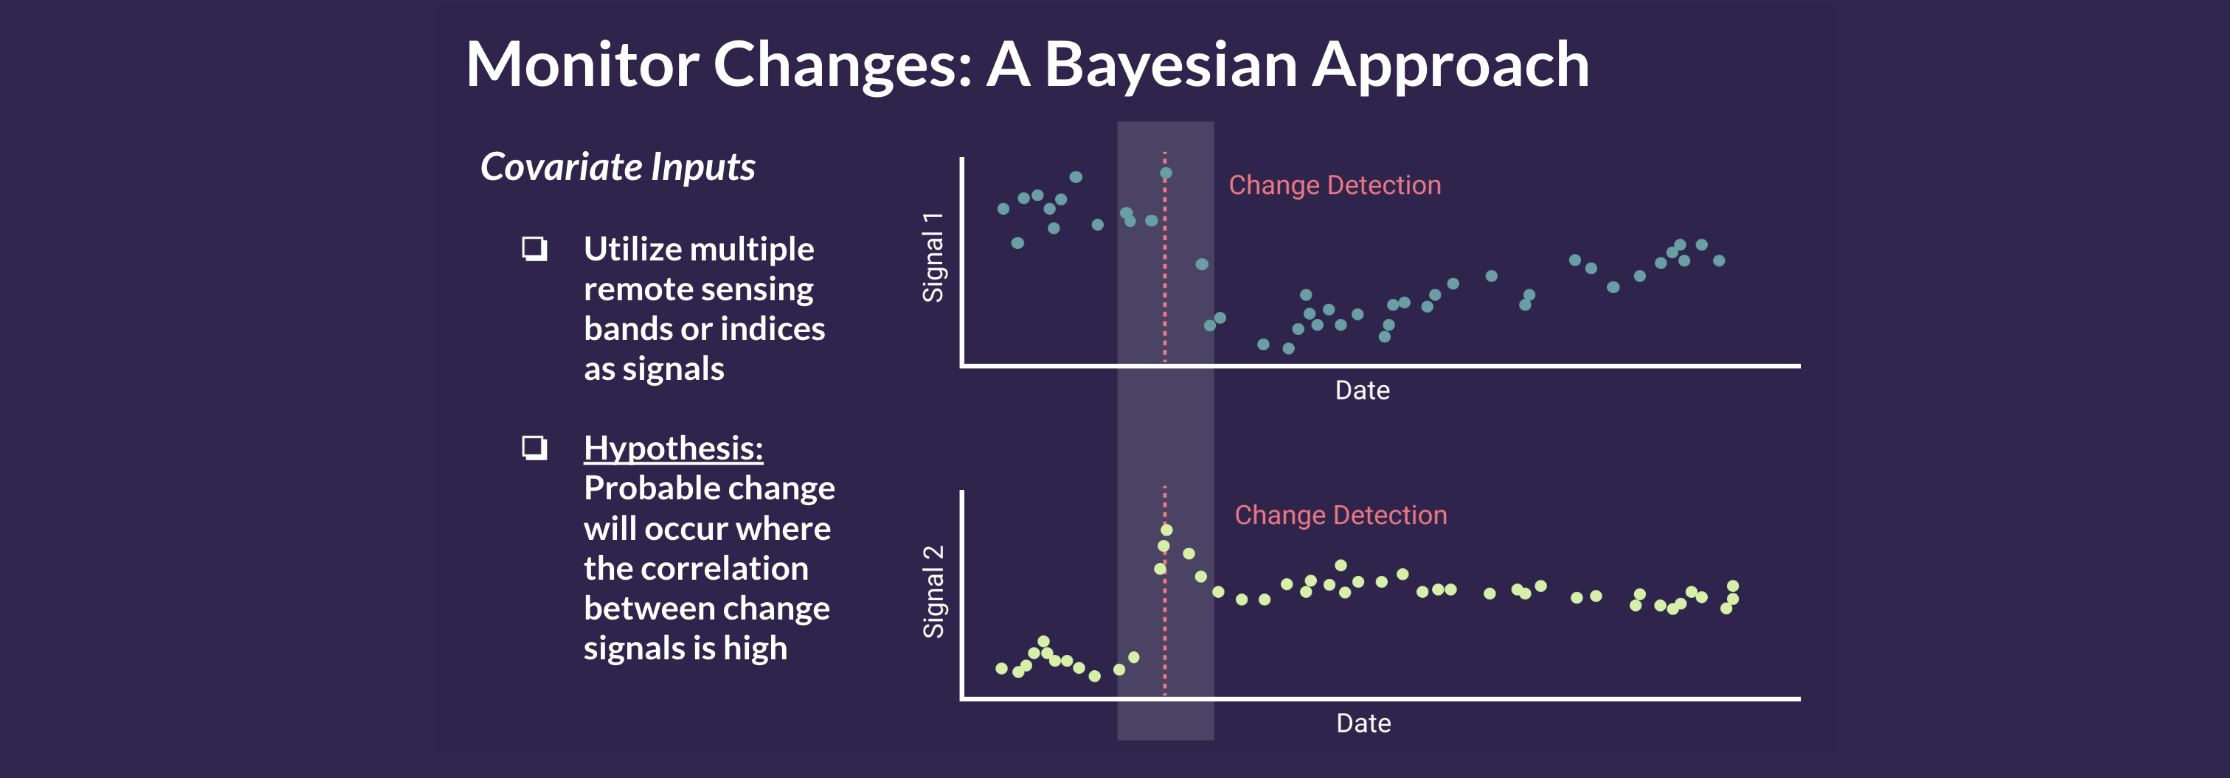 Monitor Changes: A Bayesian Approach
Covariate Inputs
Utilize multiple
remote sensing
bands or indices
as signals
Hypothesis:
Probable change
will occur where
the correlation
between change
signals is high
Signal 1
Change Detection
Date
Signal 2
Change Detection
Date